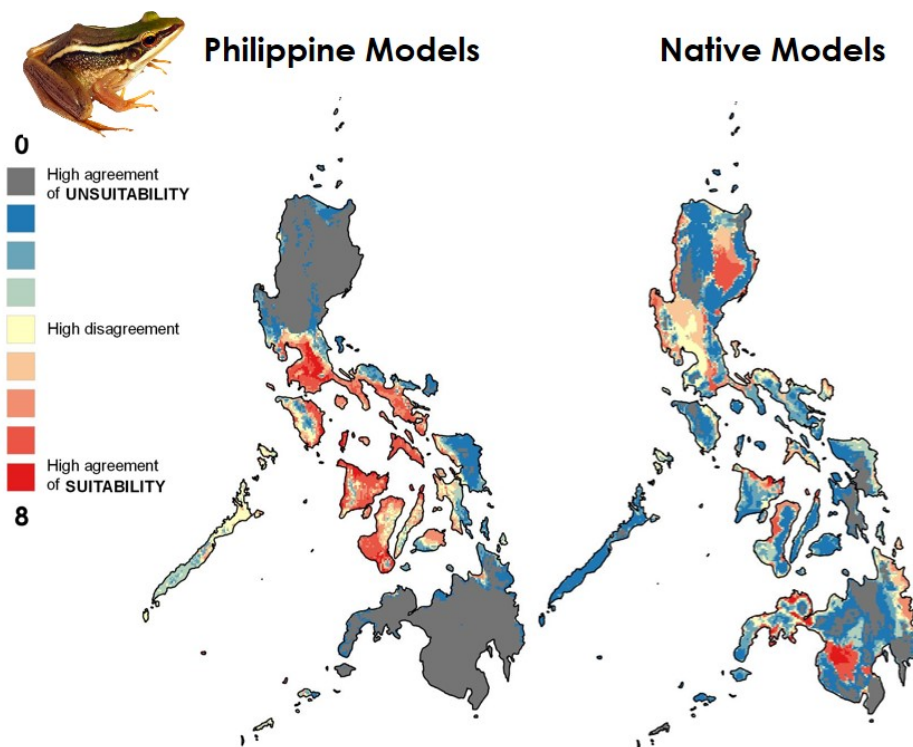 Philippine Models
Native Models
0
High agreement
of UNSUITABILITY
High disagreement
High agreement
of SUITABILITY
8